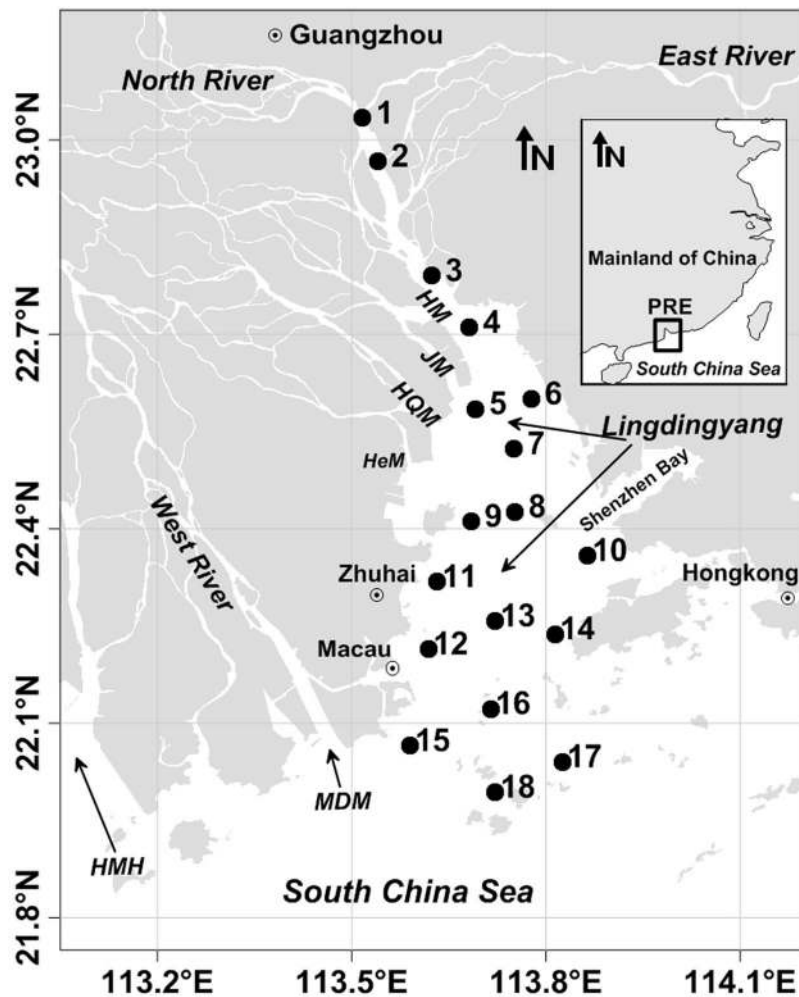 Guangzhou
East River
North River
1
23.0°N
2
N
N
Mainland of China
3
HM
PRE
4
22.7°N
JM
South China Sea
HQM
5
6
Lingdingyang
7
HeM
Shenzhen Bay
9
8
22.4°N
West River
10
Zhuhai
11
Hongkong
13
14
Macau
12
16
22.1°N
15
17
MDM
18
HMH
South China Sea
21.8°N
113.2°E
113.5°E
113.8°E
114.1°E